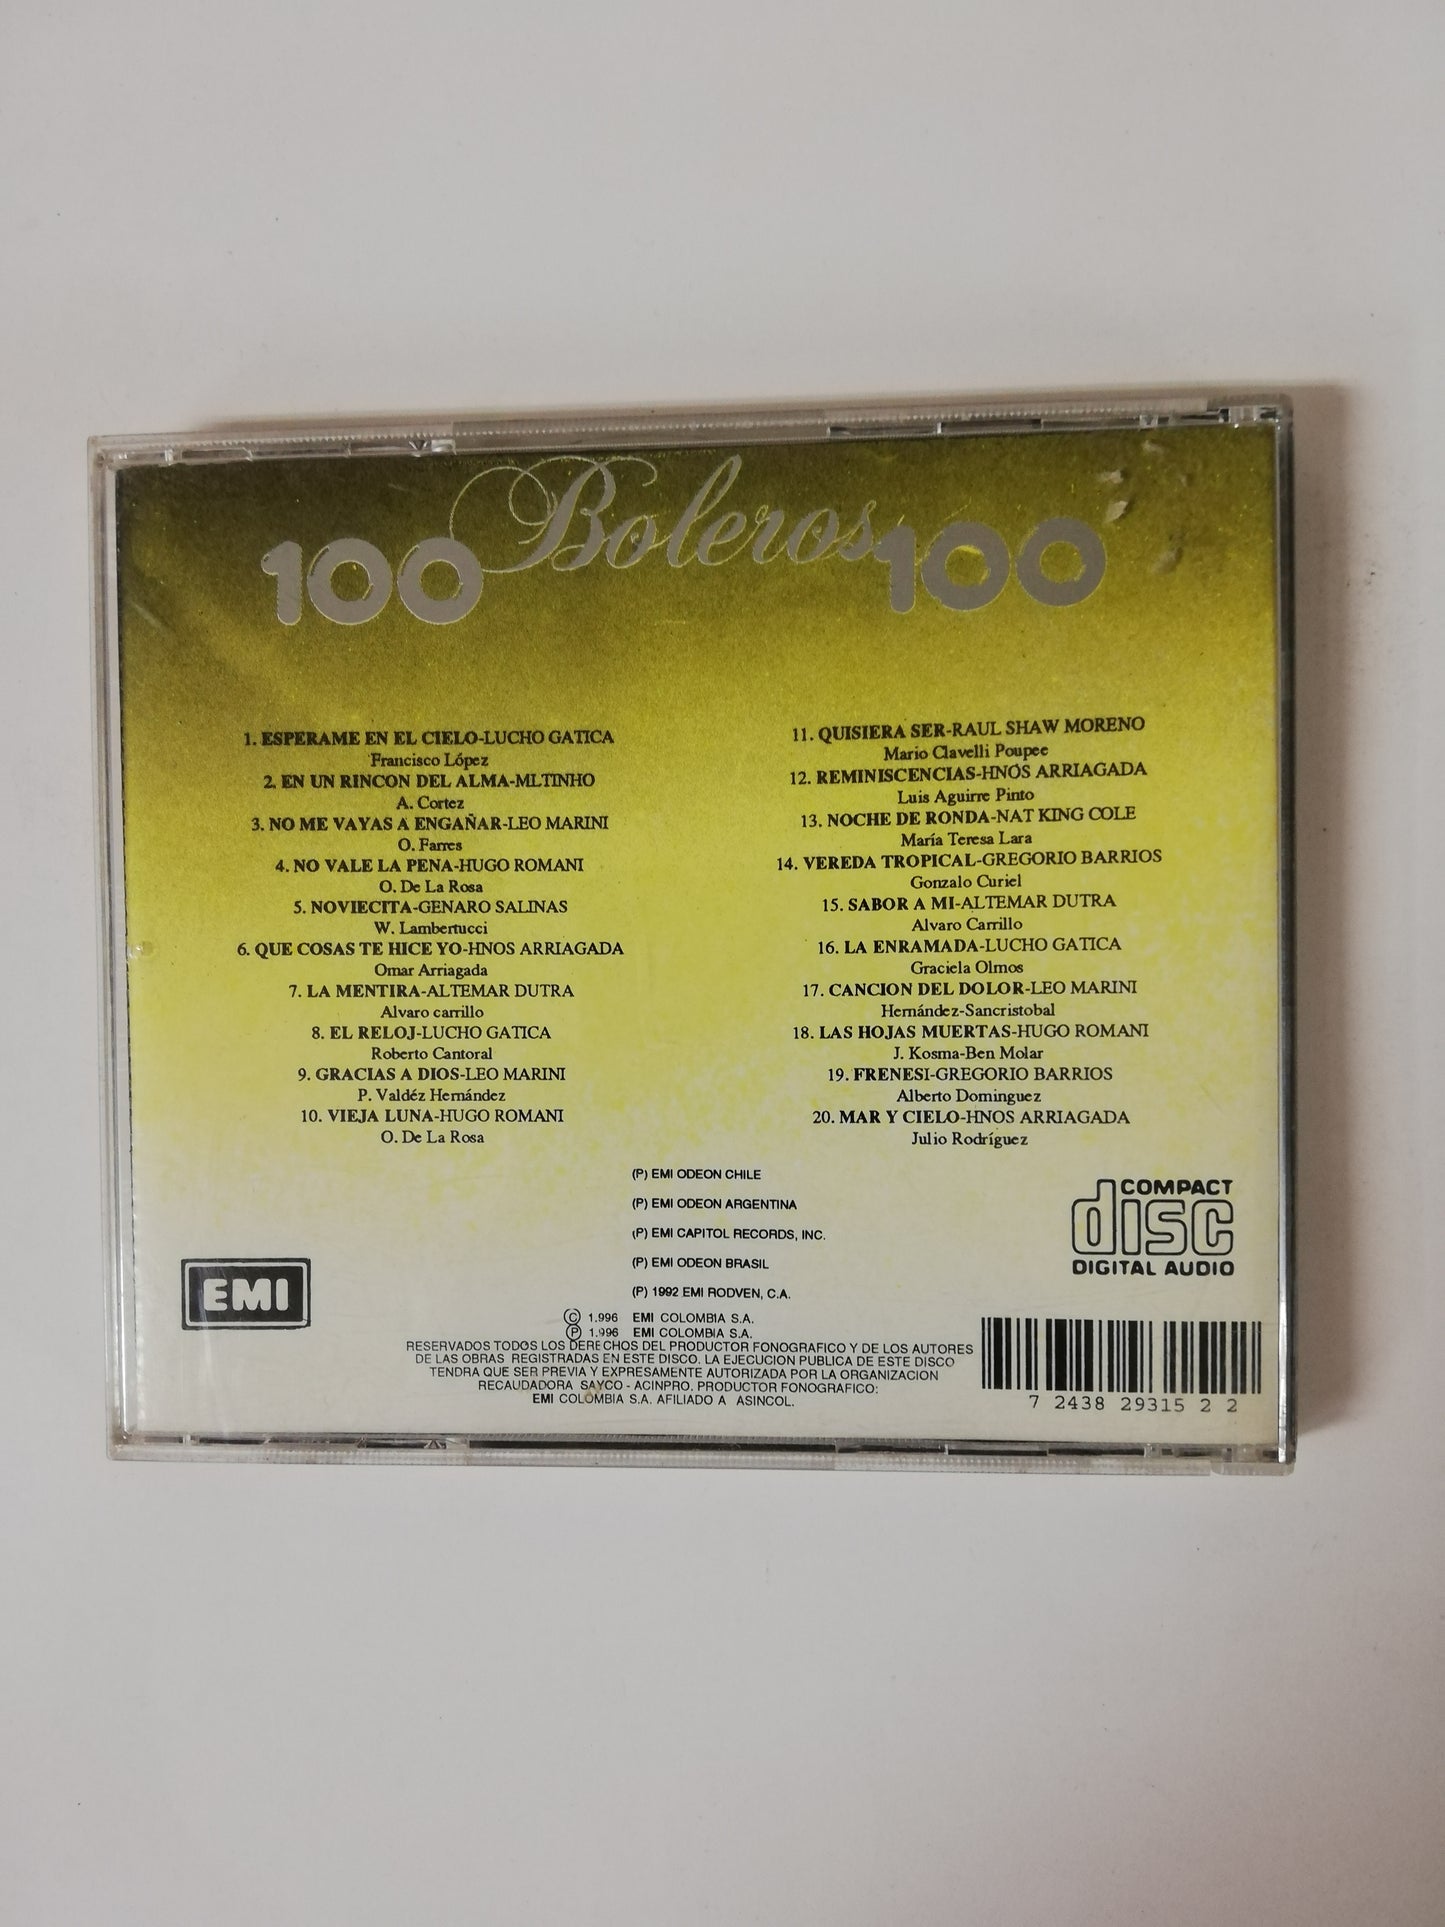 100 Boleros 100
1. ESPERAME EN EL CIELO-LUCHO GATICA
Francisco López
2. EN UN RINCON DEL ALMA-MLTINHO
A. Cortez
3. NO ME VAYAS A ENGAÑAR-LEO MARINI
O. Farres
4. NO VALE LA PENA-HUGO ROMANI
O. De La Rosa
5. NOVIECITA-GENARO SALINAS
W. Lambertucci
6. QUE COSAS TE HICE YO-HNOS ARRIAGADA
Omar Arriagada
7. LA MENTIRA-ALTEMAR DUTRA
Alvaro carrillo
8. EL RELOJ-LUCHO GATICA
Roberto Cantoral
9. GRACIAS A DIOS-LEO MARINI
P. Valdéz Hernández
10. VIEJA LUNA-HUGO ROMANI
O. De La Rosa
11. QUISIERA SER-RAUL SHAW MORENO
Mario Clavelli Poupee
12. REMINISCENCIAS-HNOS ARRIAGADA
Luis Aguirre Pinto
13. NOCHE DE RONDA-NAT KING COLE
María Teresa Lara
14. VEREDA TROPICAL-GREGORIO BARRIOS
Gonzalo Curiel
15. SABOR A MI-ALTEMAR DUTRA
Alvaro Carrillo
16. LA ENRAMADA-LUCHO GATICA
Graciela Olmos
17. CANCION DEL DOLOR-LEO MARINI
Hernández-Sancristobal
18. LAS HOJAS MUERTAS-HUGO ROMANI
J. Kosma-Ben Molar
19. FRENESI-GREGORIO BARRIOS
Alberto Dominguez
20. MAR Y CIELO-HNOS ARRIAGADA
Julio Rodríguez
(P) EMI ODEON CHILE
(P) EMI ODEON ARGENTINA
(P) EMI CAPITOL RECORDS, INC.
(P) EMI ODEON BRASIL
(P) 1992 EMI RODVEN, C.A.
© 1.996 EMI COLOMBIA S.A.
℗ 1.996 EMI COLOMBIA S.A.
RESERVADOS TODOS LOS DERECHOS DEL PRODUCTOR FONOGRAFICO Y DE LOS AUTORES
DE LAS OBRAS REGISTRADAS EN ESTE DISCO. LA EJECUCION PUBLICA DE ESTE DISCO
TENDRA QUE SER PREVIA Y EXPRESAMENTE AUTORIZADA POR LA ORGANIZACION
RECAUDADORA SAYCO - ACINPRO. PRODUCTOR FONOGRAFICO:
EMI COLOMBIA S.A. AFILIADO A ASINCOL.
EMI
COMPACT
disc
DIGITAL AUDIO
7 2438 29315 2 2